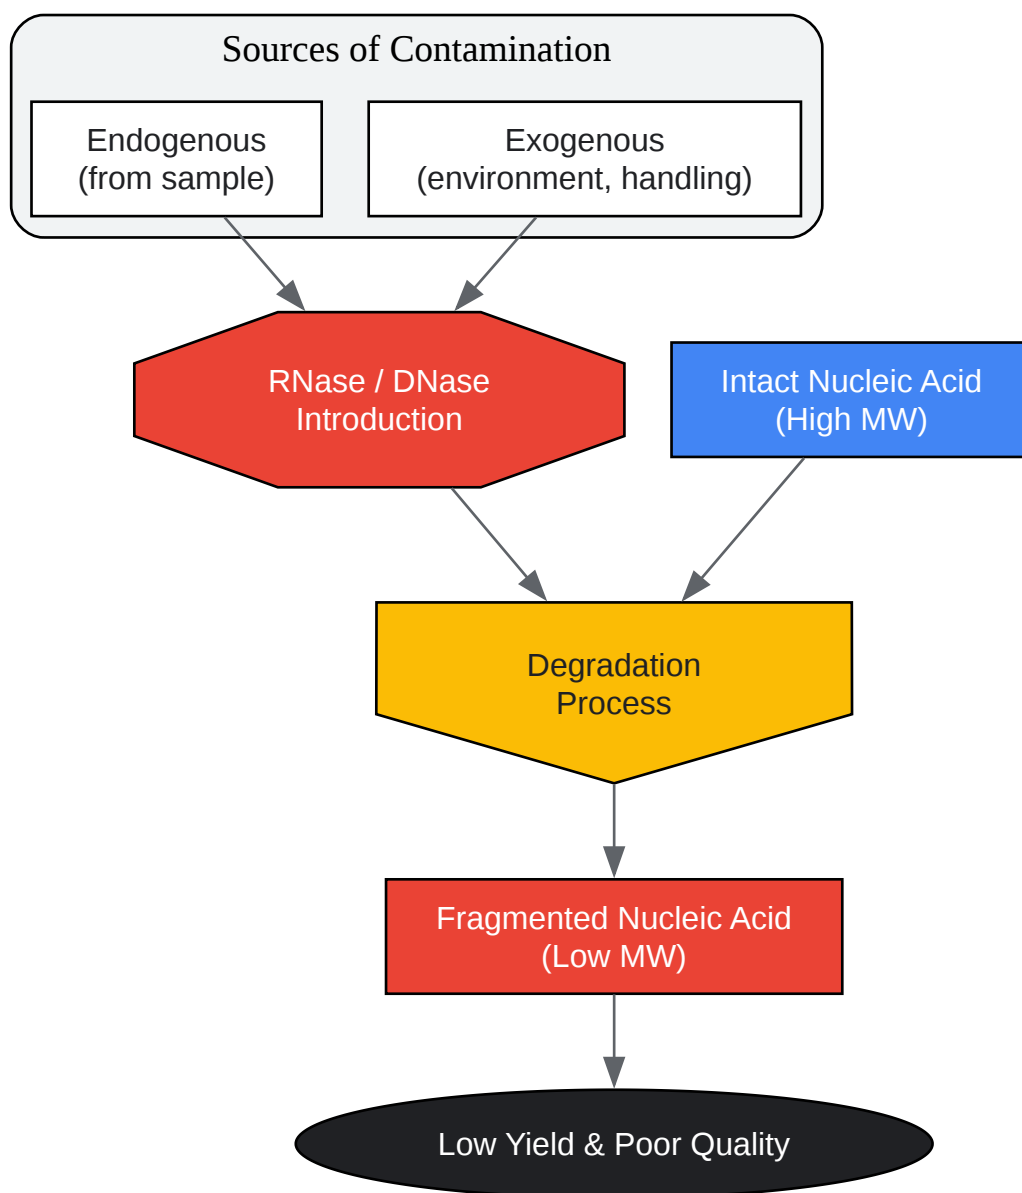 Sources of Contamination
Endogenous
(from sample)
Exogenous
(environment, handling)
RNase / DNase
Introduction
Intact Nucleic Acid
(High MW)
Degradation
Process
Fragmented Nucleic Acid
(Low MW)
Low Yield & Poor Quality